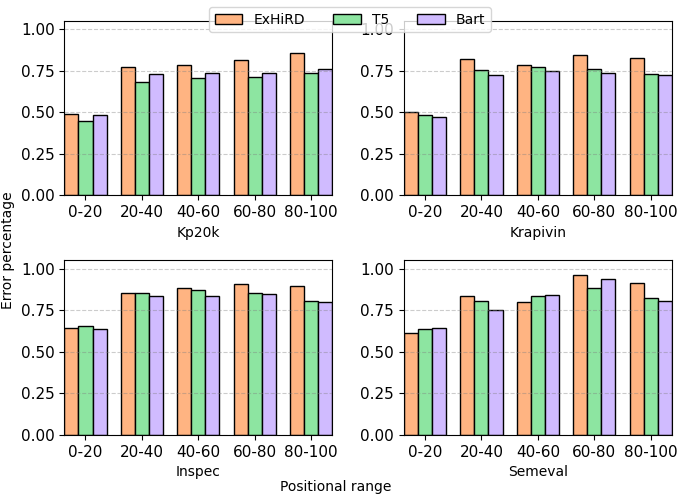 ExHiRD T5 Bart
1.00 1.00
0.75 0.75
0.50 0.50
0.25 0.25
0.00 0.00
0-20 20-40 40-60 60-80 80-100 0-20 20-40 40-60 60-80 80-100
Kp20k Krapivin
Error percentage
1.00 1.00
0.75 0.75
0.50 0.50
0.25 0.25
0.00 0.00
0-20 20-40 40-60 60-80 80-100 0-20 20-40 40-60 60-80 80-100
Inspec Semeval
Positional range